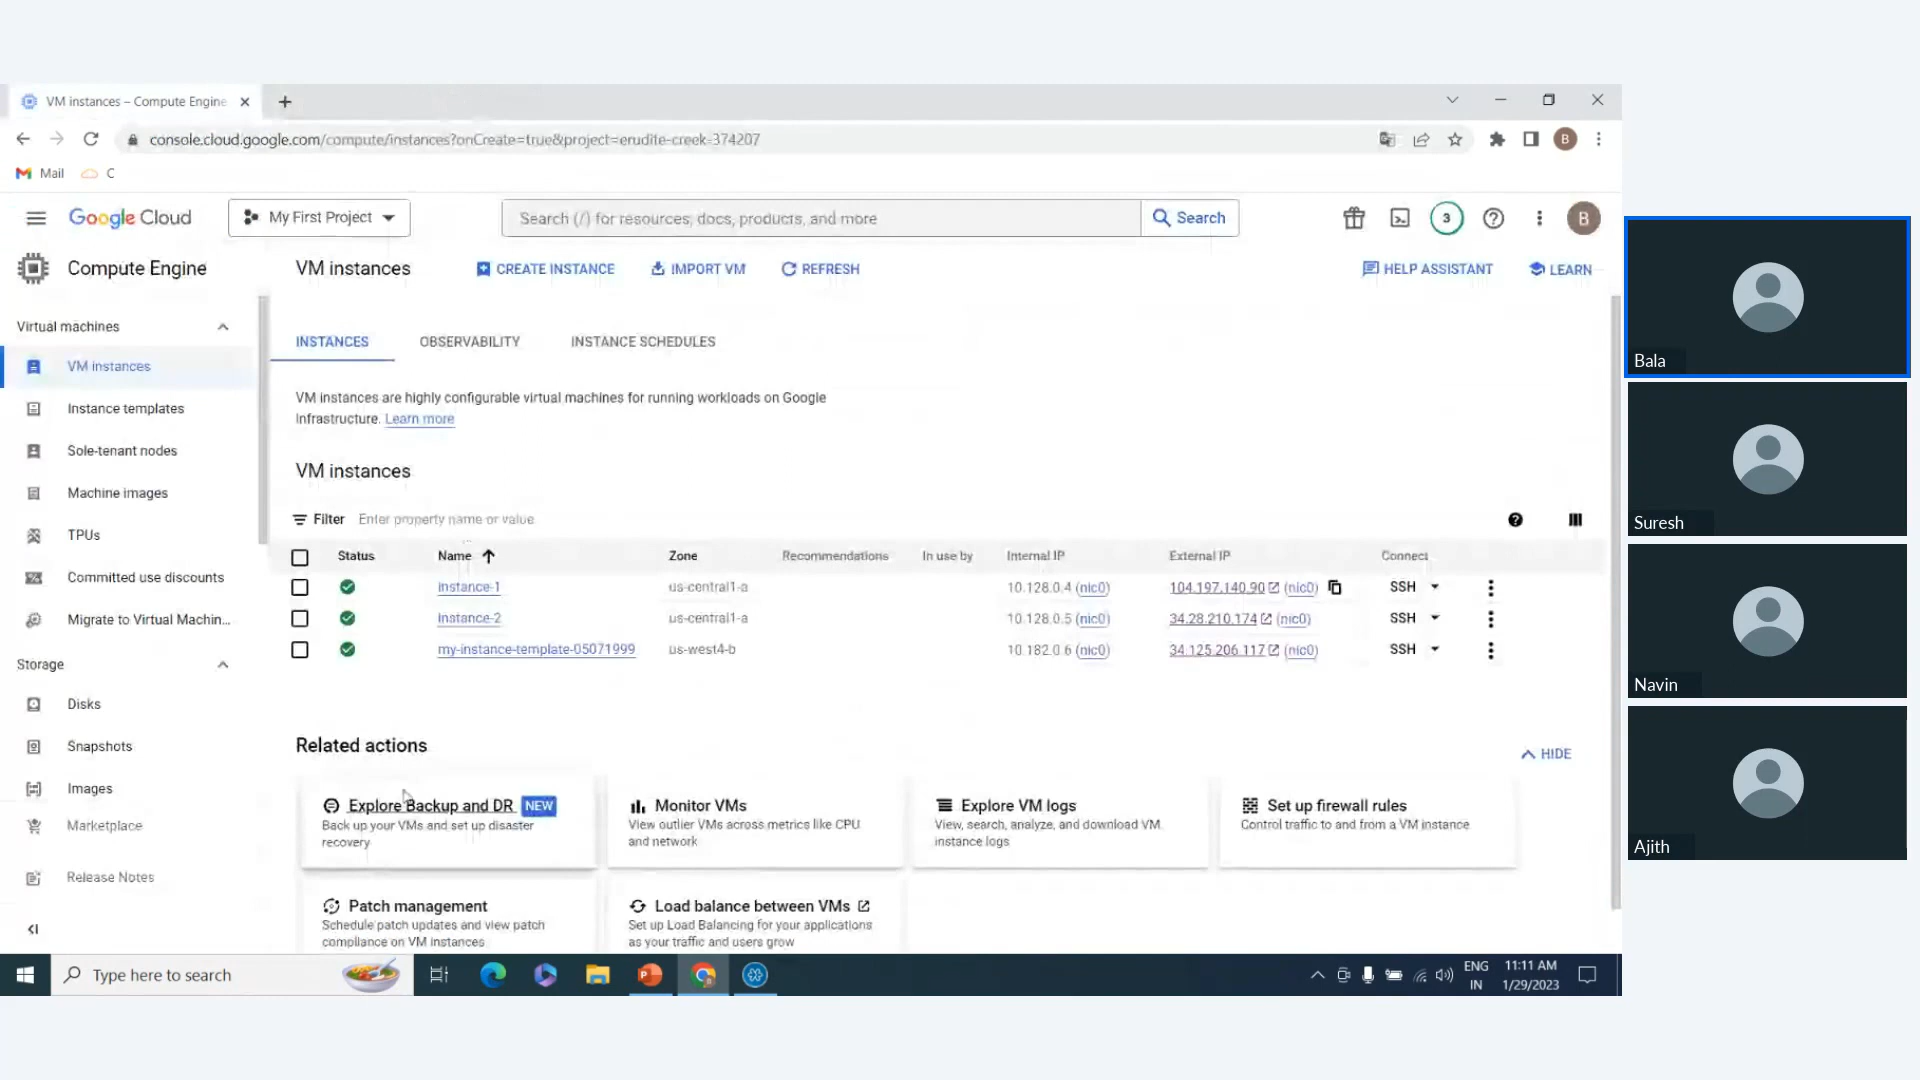 VM instances – Compute Engine
console.cloud.google.com/compute/instances?onCreate=true&project=erudite-creek-374207
B
Mail
C
Google Cloud
My First Project
Search (/) for resources, docs, products, and more
Search
3
B
Compute Engine
VM instances
CREATE INSTANCE
IMPORT VM
REFRESH
HELP ASSISTANT
LEARN
Virtual machines
VM instances
Instance templates
Sole-tenant nodes
Machine images
TPUs
Committed use discounts
Migrate to Virtual Machin...
Storage
Disks
Snapshots
Images
Marketplace
Release Notes
INSTANCES
OBSERVABILITY
INSTANCE SCHEDULES
VM instances are highly configurable virtual machines for running workloads on Google
Infrastructure. Learn more
VM instances
Filter Enter property name or value
Status Name Zone Recommendations In use by Internal IP External IP Connect
instance-1 us-central1-a 10.128.0.4 (nic0) 104.197.140.90 (nic0) SSH
instance-2 us-central1-a 10.128.0.5 (nic0) 34.28.210.174 (nic0) SSH
my-instance-template-05071999 us-west4-b 10.182.0.6 (nic0) 34.125.206.117 (nic0) SSH
Related actions
HIDE
Explore Backup and DR NEW
Back up your VMs and set up disaster
recovery
Monitor VMs
View outlier VMs across metrics like CPU
and network
Explore VM logs
View, search, analyze, and download VM
instance logs
Set up firewall rules
Control traffic to and from a VM instance
Patch management
Schedule patch updates and view patch
compliance on VM instances
Load balance between VMs
Set up Load Balancing for your applications
as your traffic and users grow
Type here to search
ENG
IN
11:11 AM
1/29/2023
Bala
Suresh
Navin
Ajith